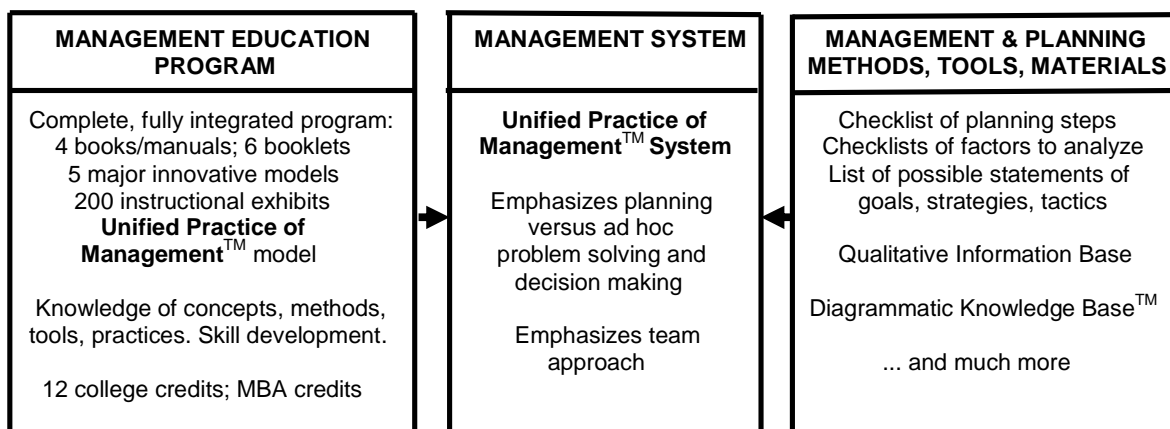 MANAGEMENT EDUCATION
PROGRAM
Complete, fully integrated program:
4 books/manuals; 6 booklets
5 major innovative models
200 instructional exhibits
Unified Practice of
Management™ model
Knowledge of concepts, methods,
tools, practices. Skill development.
12 college credits; MBA credits
MANAGEMENT SYSTEM
Unified Practice of
Management™ System
Emphasizes planning
versus ad hoc
problem solving and
decision making
Emphasizes team
approach
MANAGEMENT & PLANNING
METHODS, TOOLS, MATERIALS
Checklist of planning steps
Checklists of factors to analyze
List of possible statements of
goals, strategies, tactics
Qualitative Information Base
Diagrammatic Knowledge Base™
... and much more